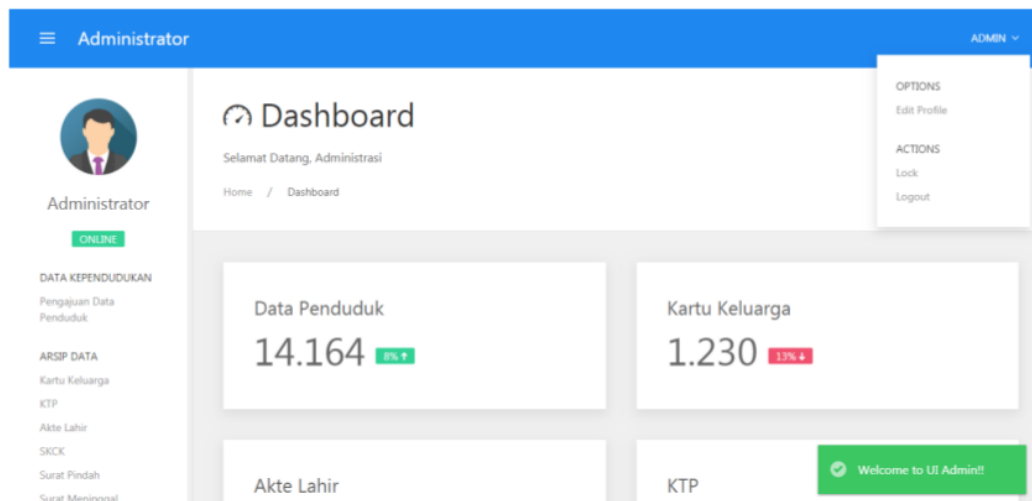 Administrator
ADMIN
OPTIONS
Edit Profile
ACTIONS
Lock
Logout
Administrator
ONLINE
DATA KEPENDUDUKAN
Pengajuan Data
Penduduk
ARSIP DATA
Kartu Keluarga
KTP
Akte Lahir
SKCK
Surat Pindah
Surat Meninggal
Dashboard
Selamat Datang, Administrasi
Home / Dashboard
Data Penduduk
14.164 8%
Kartu Keluarga
1.230 13%
Akte Lahir
KTP
Welcome to UI Admin!!